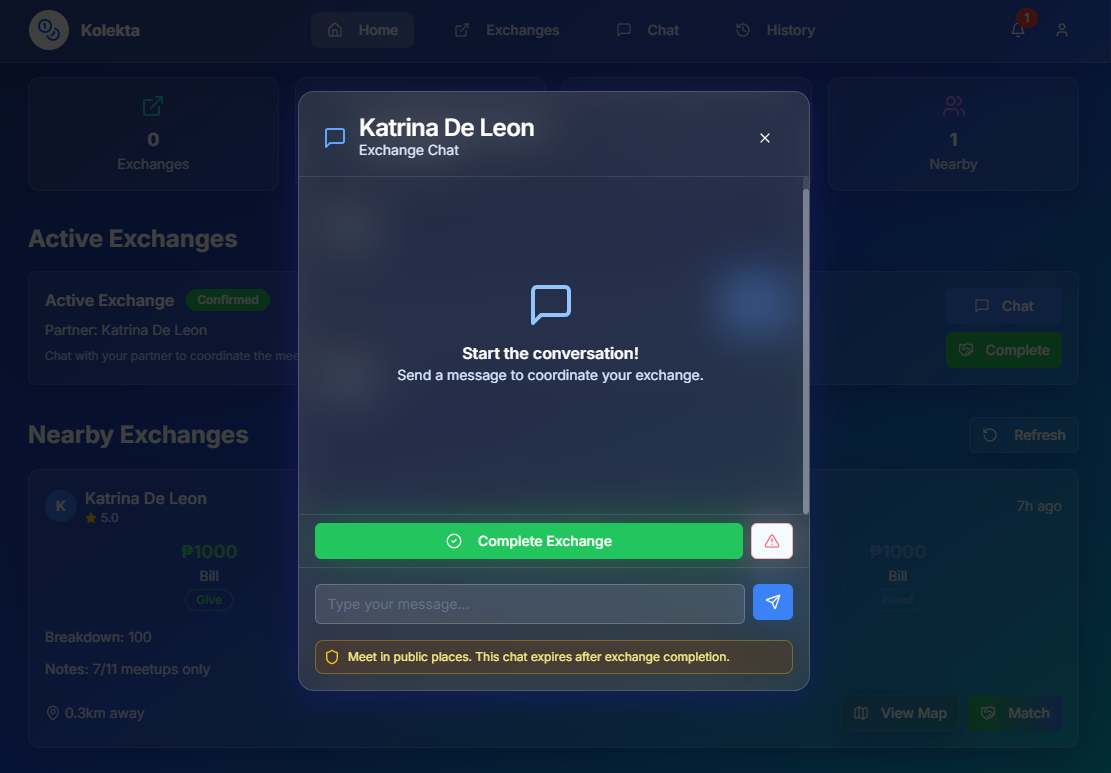 Kolekta
Home
Exchanges
Chat
History
1
0
Exchanges
1
Nearby
Katrina De Leon
Exchange Chat
Active Exchanges
Active Exchange
Confirmed
Partner: Katrina De Leon
Chat with your partner to coordinate the mee
Chat
Complete
Start the conversation!
Send a message to coordinate your exchange.
Nearby Exchanges
Refresh
K
Katrina De Leon
5.0
7h ago
₱1000
Bill
Give
₱1000
Bill
Need
Breakdown: 100
Notes: 7/11 meetups only
0.3km away
View Map
Match
Complete Exchange
Type your message...
Meet in public places. This chat expires after exchange completion.